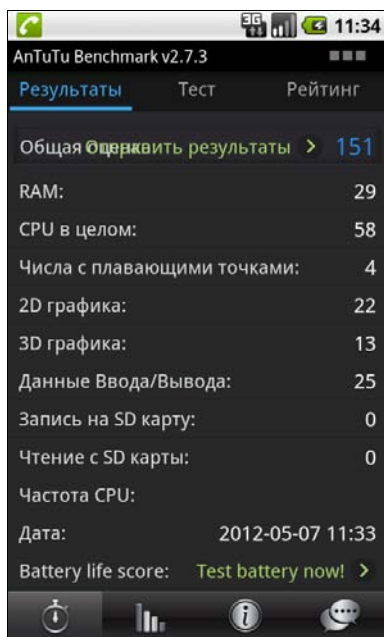 3G 11:34
AnTuTu Benchmark v2.7.3
Результаты Тест Рейтинг
Общая Оценка Отправить результаты > 151
RAM: 29
CPU в целом: 58
Числа с плавающими точками: 4
2D графика: 22
3D графика: 13
Данные Ввода/Вывода: 25
Запись на SD карту: 0
Чтение с SD карты: 0
Частота CPU:
Дата: 2012-05-07 11:33
Battery life score: Test battery now! >